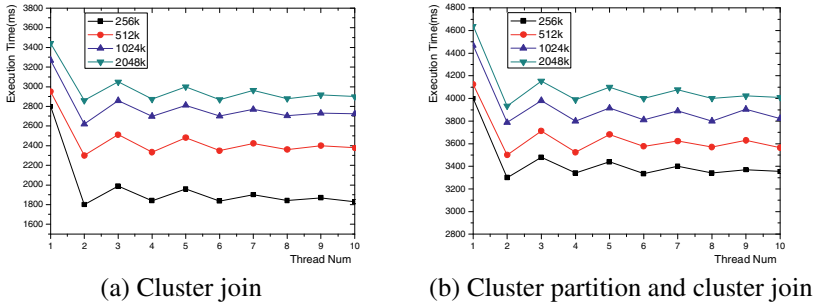 Execution Time(ms)
3800
3600
3400
3200
3000
2800
2600
2400
2200
2000
1800
1600
256k
512k
1024k
2048k
1 2 3 4 5 6 7 8 9 10
Thread Num
(a) Cluster join
Execution Time(ms)
4800
4600
4400
4200
4000
3800
3600
3400
3200
3000
2800
256k
512k
1024k
2048k
1 2 3 4 5 6 7 8 9 10
Thread Num
(b) Cluster partition and cluster join